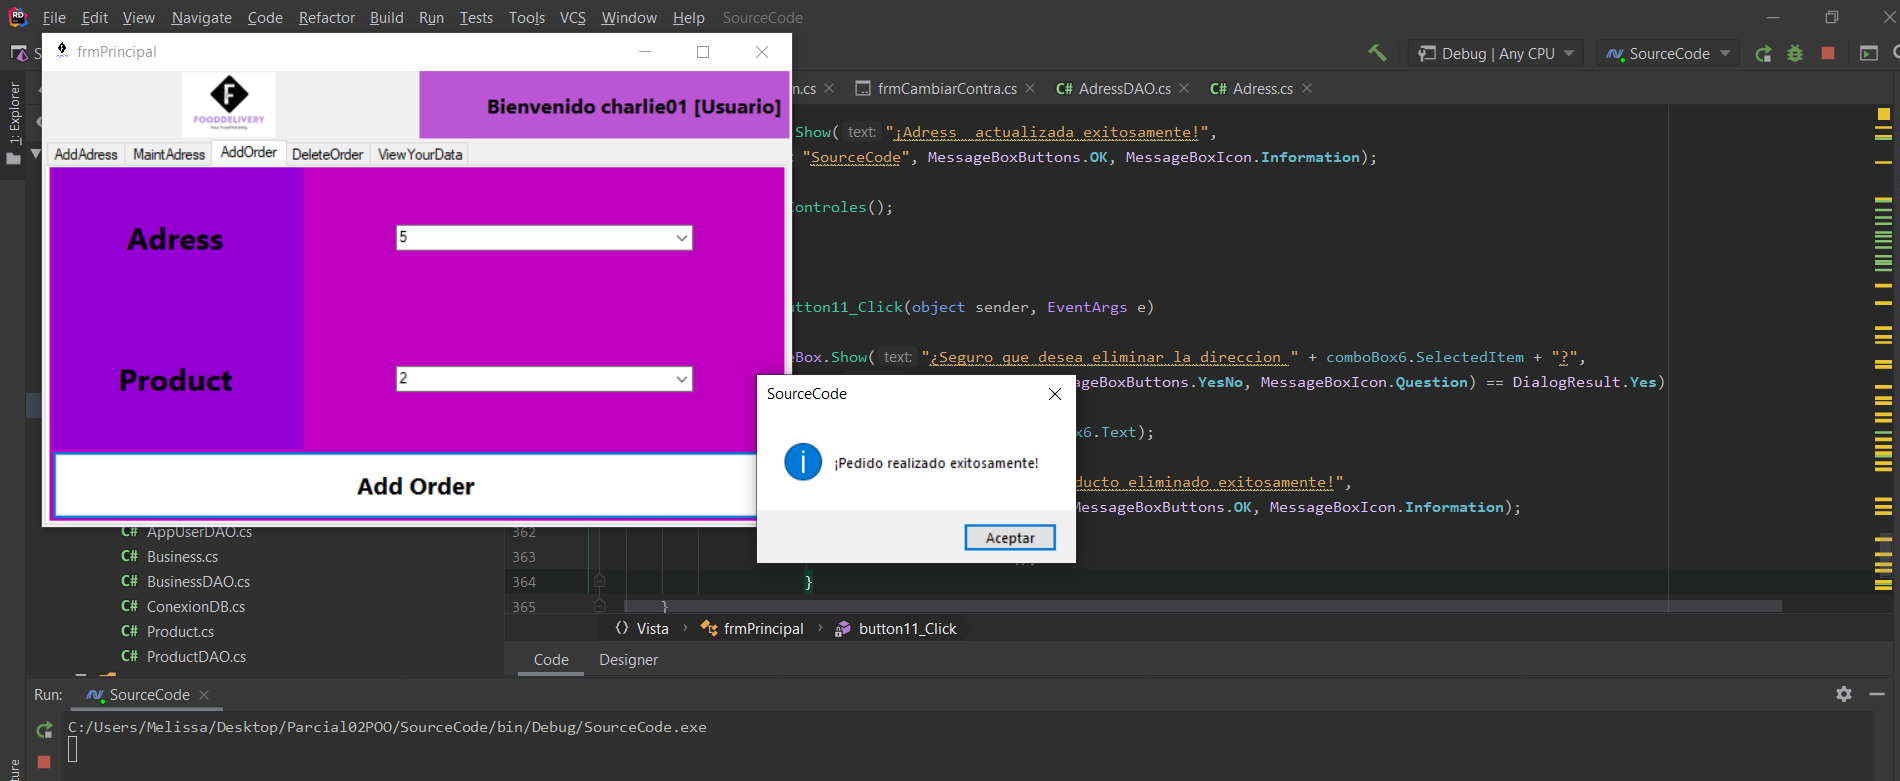 File Edit View Navigate Code Refactor Build Run Tests Tools VCS Window Help SourceCode
Debug | Any CPU SourceCode
frmPrincipal
F
FOODDELIVERY
Bienvenido charlie01 [Usuario]
AddAdress MaintAdress AddOrder DeleteOrder ViewYourData
Adress
5
Product
2
Add Order
n.cs frmCambiarContra.cs C# AdressDAO.cs C# Adress.cs
Show( text: "¡Adress actualizada exitosamente!",
: "SourceCode", MessageBoxButtons.OK, MessageBoxIcon.Information);
Controles();
utton11_Click(object sender, EventArgs e)
eBox.Show( text: "¿Seguro que desea eliminar la direccion " + comboBox6.SelectedItem + "?",
ageBoxButtons.YesNo, MessageBoxIcon.Question) == DialogResult.Yes)
x6.Text);
ducto eliminado exitosamente!",
MessageBoxButtons.OK, MessageBoxIcon.Information);
SourceCode
¡Pedido realizado exitosamente!
Aceptar
362
363
364 }
365 }
Vista › frmPrincipal › button11_Click
Code Designer
1: Explorer
C# AppUserDAO.cs
C# Business.cs
C# BusinessDAO.cs
C# ConexionDB.cs
C# Product.cs
C# ProductDAO.cs
Run: SourceCode
C:/Users/Melissa/Desktop/Parcial02POO/SourceCode/bin/Debug/SourceCode.exe
ture